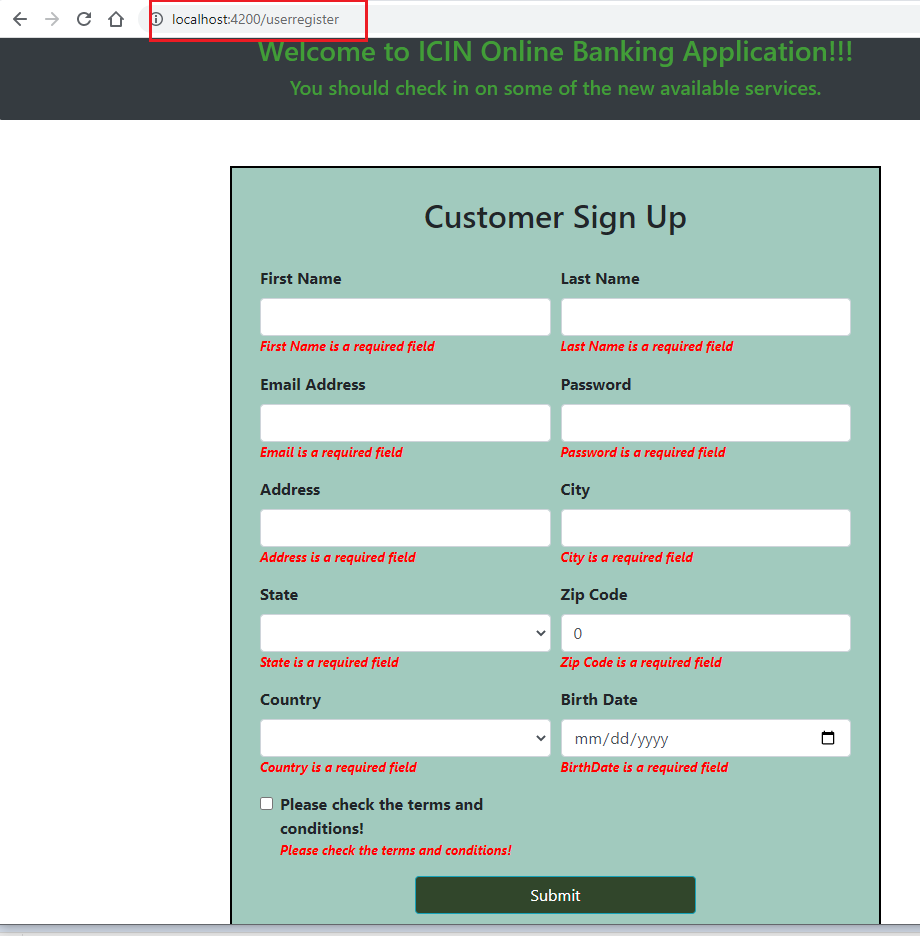 localhost:4200/userregister
Welcome to ICIN Online Banking Application!!!
You should check in on some of the new available services.
Customer Sign Up
First Name
Last Name
First Name is a required field
Last Name is a required field
Email Address
Password
Email is a required field
Password is a required field
Address
City
Address is a required field
City is a required field
State
Zip Code
0
State is a required field
Zip Code is a required field
Country
Birth Date
mm/dd/yyyy
Country is a required field
BirthDate is a required field
Please check the terms and
conditions!
Please check the terms and conditions!
Submit